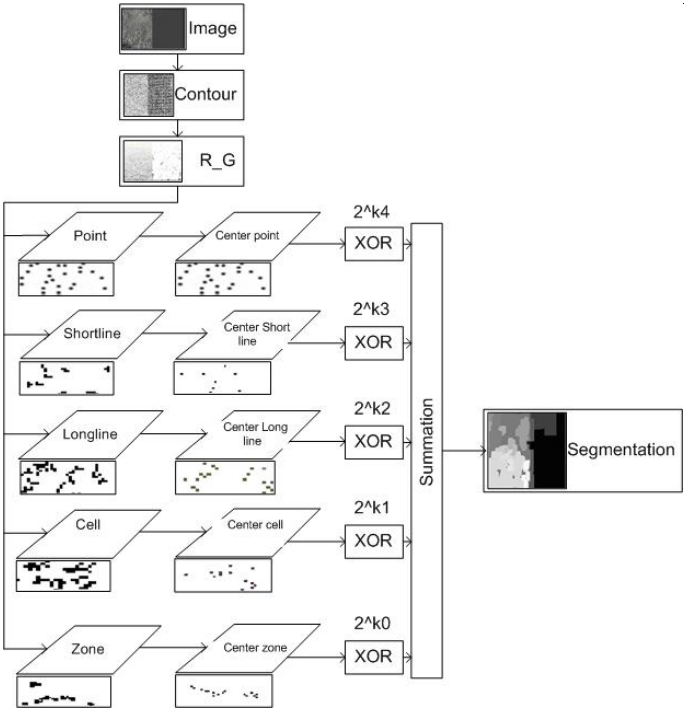 Image
Contour
R_G
2^k4
Point
Center point
XOR
2^k3
Shortline
Center Short
line
XOR
2^k2
Longline
Center Long
line
XOR
Summation
Segmentation
2^k1
Cell
Center cell
XOR
2^k0
Zone
Center zone
XOR